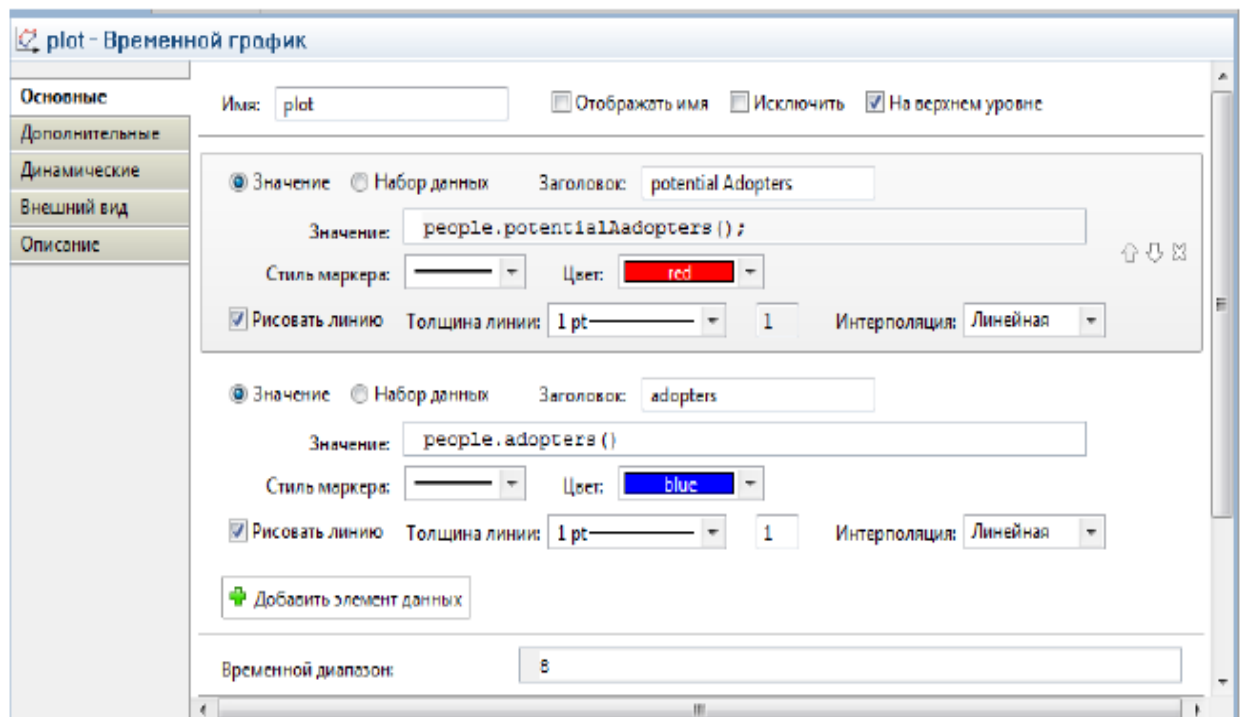 plot - Временной график
Основные
Дополнительные
Динамические
Внешний вид
Описание
Имя: plot Отображать имя Исключить На верхнем уровне
Значение Набор данных Заголовок: potential Adopters
Значение: people.potentialAadopters();
Стиль маркера: Цвет: red
Рисовать линию Толщина линии: 1 pt 1 Интерполяция: Линейная
Значение Набор данных Заголовок: adopters
Значение: people.adopters()
Стиль маркера: Цвет: blue
Рисовать линию Толщина линии: 1 pt 1 Интерполяция: Линейная
Добавить элемент данных
Временной диапазон: 8